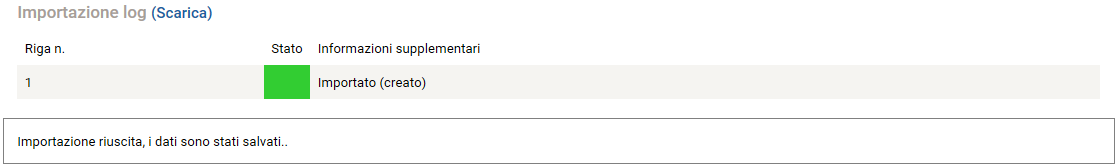 Importazione log (Scarica)
Riga n. Stato Informazioni supplementari
1 Importato (creato)
Importazione riuscita, i dati sono stati salvati..